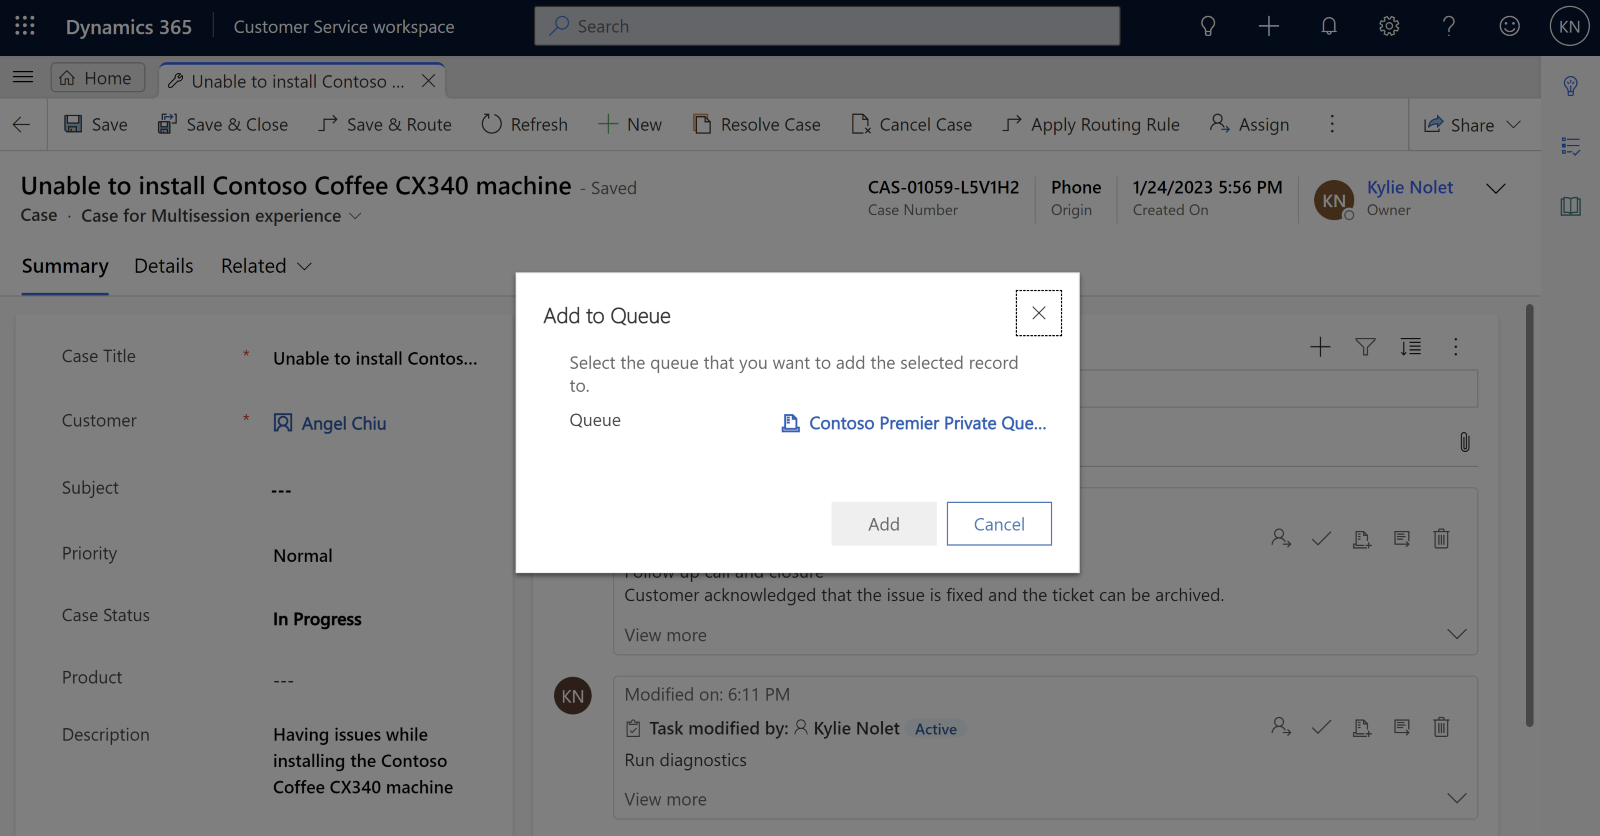 Dynamics 365
Customer Service workspace
Search
KN
Home
Unable to install Contoso ...
Save
Save & Close
Save & Route
Refresh
New
Resolve Case
Cancel Case
Apply Routing Rule
Assign
Share
Unable to install Contoso Coffee CX340 machine - Saved
Case · Case for Multisession experience
CAS-01059-L5V1H2
Case Number
Phone
Origin
1/24/2023 5:56 PM
Created On
KN
Kylie Nolet
Owner
Summary
Details
Related
Add to Queue
Select the queue that you want to add the selected record
to.
Queue
Contoso Premier Private Que...
Add
Cancel
Case Title
*
Unable to install Contos...
Customer
*
Angel Chiu
Subject
---
Priority
Normal
Case Status
In Progress
Product
---
Description
Having issues while
installing the Contoso
Coffee CX340 machine
Follow up call and closure
Customer acknowledged that the issue is fixed and the ticket can be archived.
View more
KN
Modified on: 6:11 PM
Task modified by: Kylie Nolet Active
Run diagnostics
View more